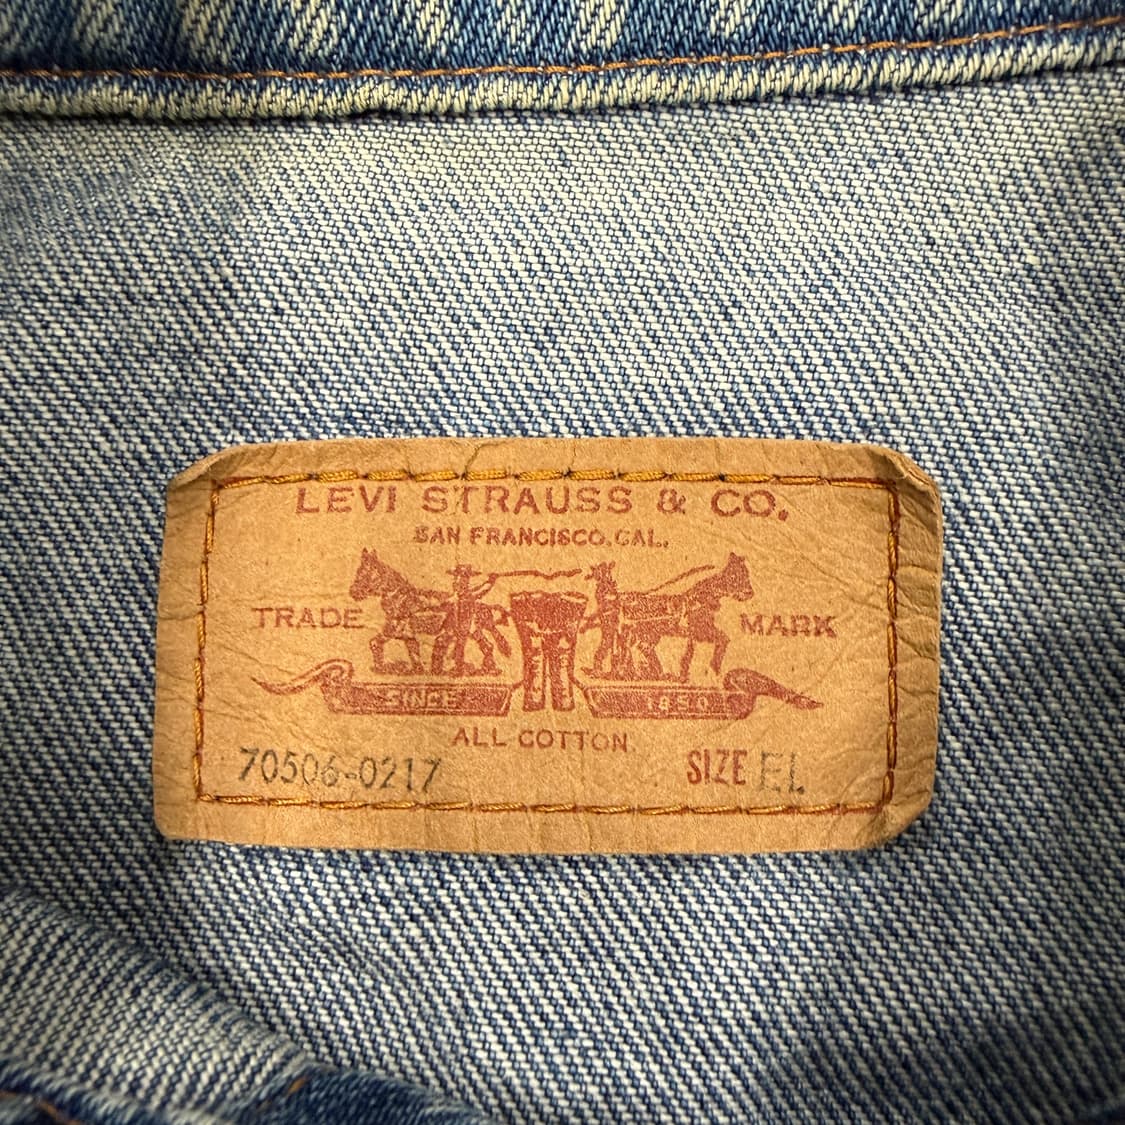 LEVI STRAUSS & CO.
SAN FRANCISCO, CAL.
TRADE MARK
SINCE 1850
ALL COTTON
70506-0217 SIZE EL